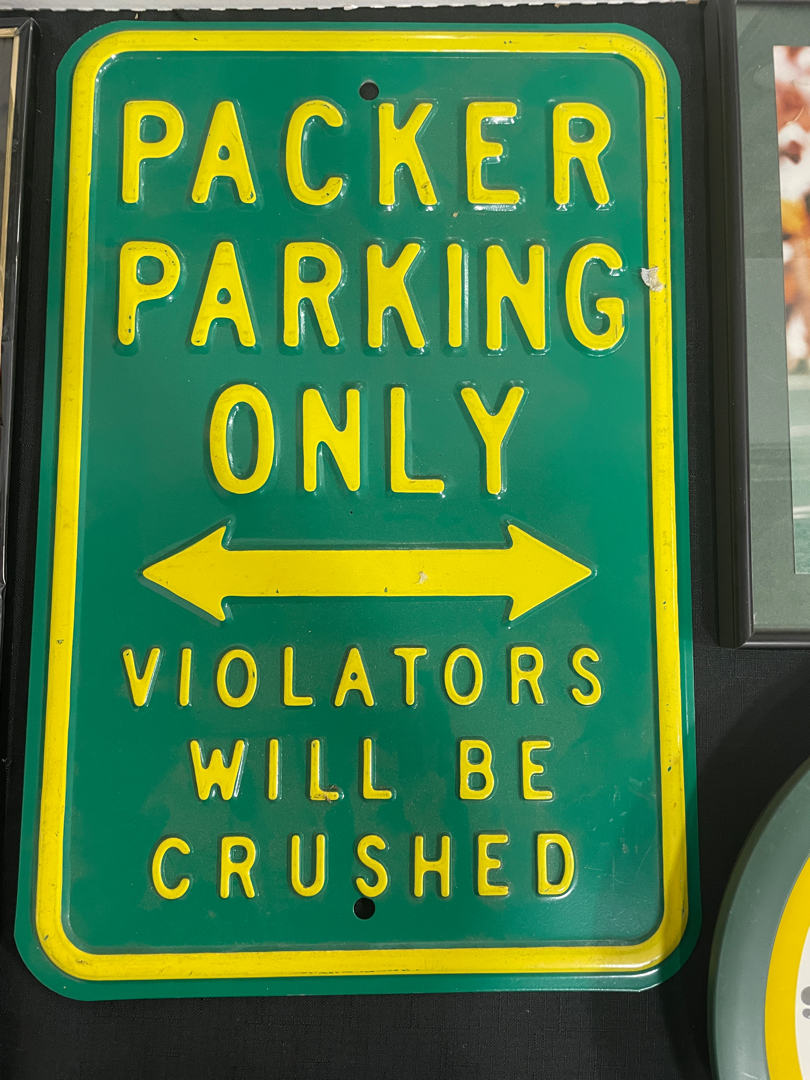 PACKER
PARKING
ONLY
VIOLATORS
WILL BE
CRUSHED